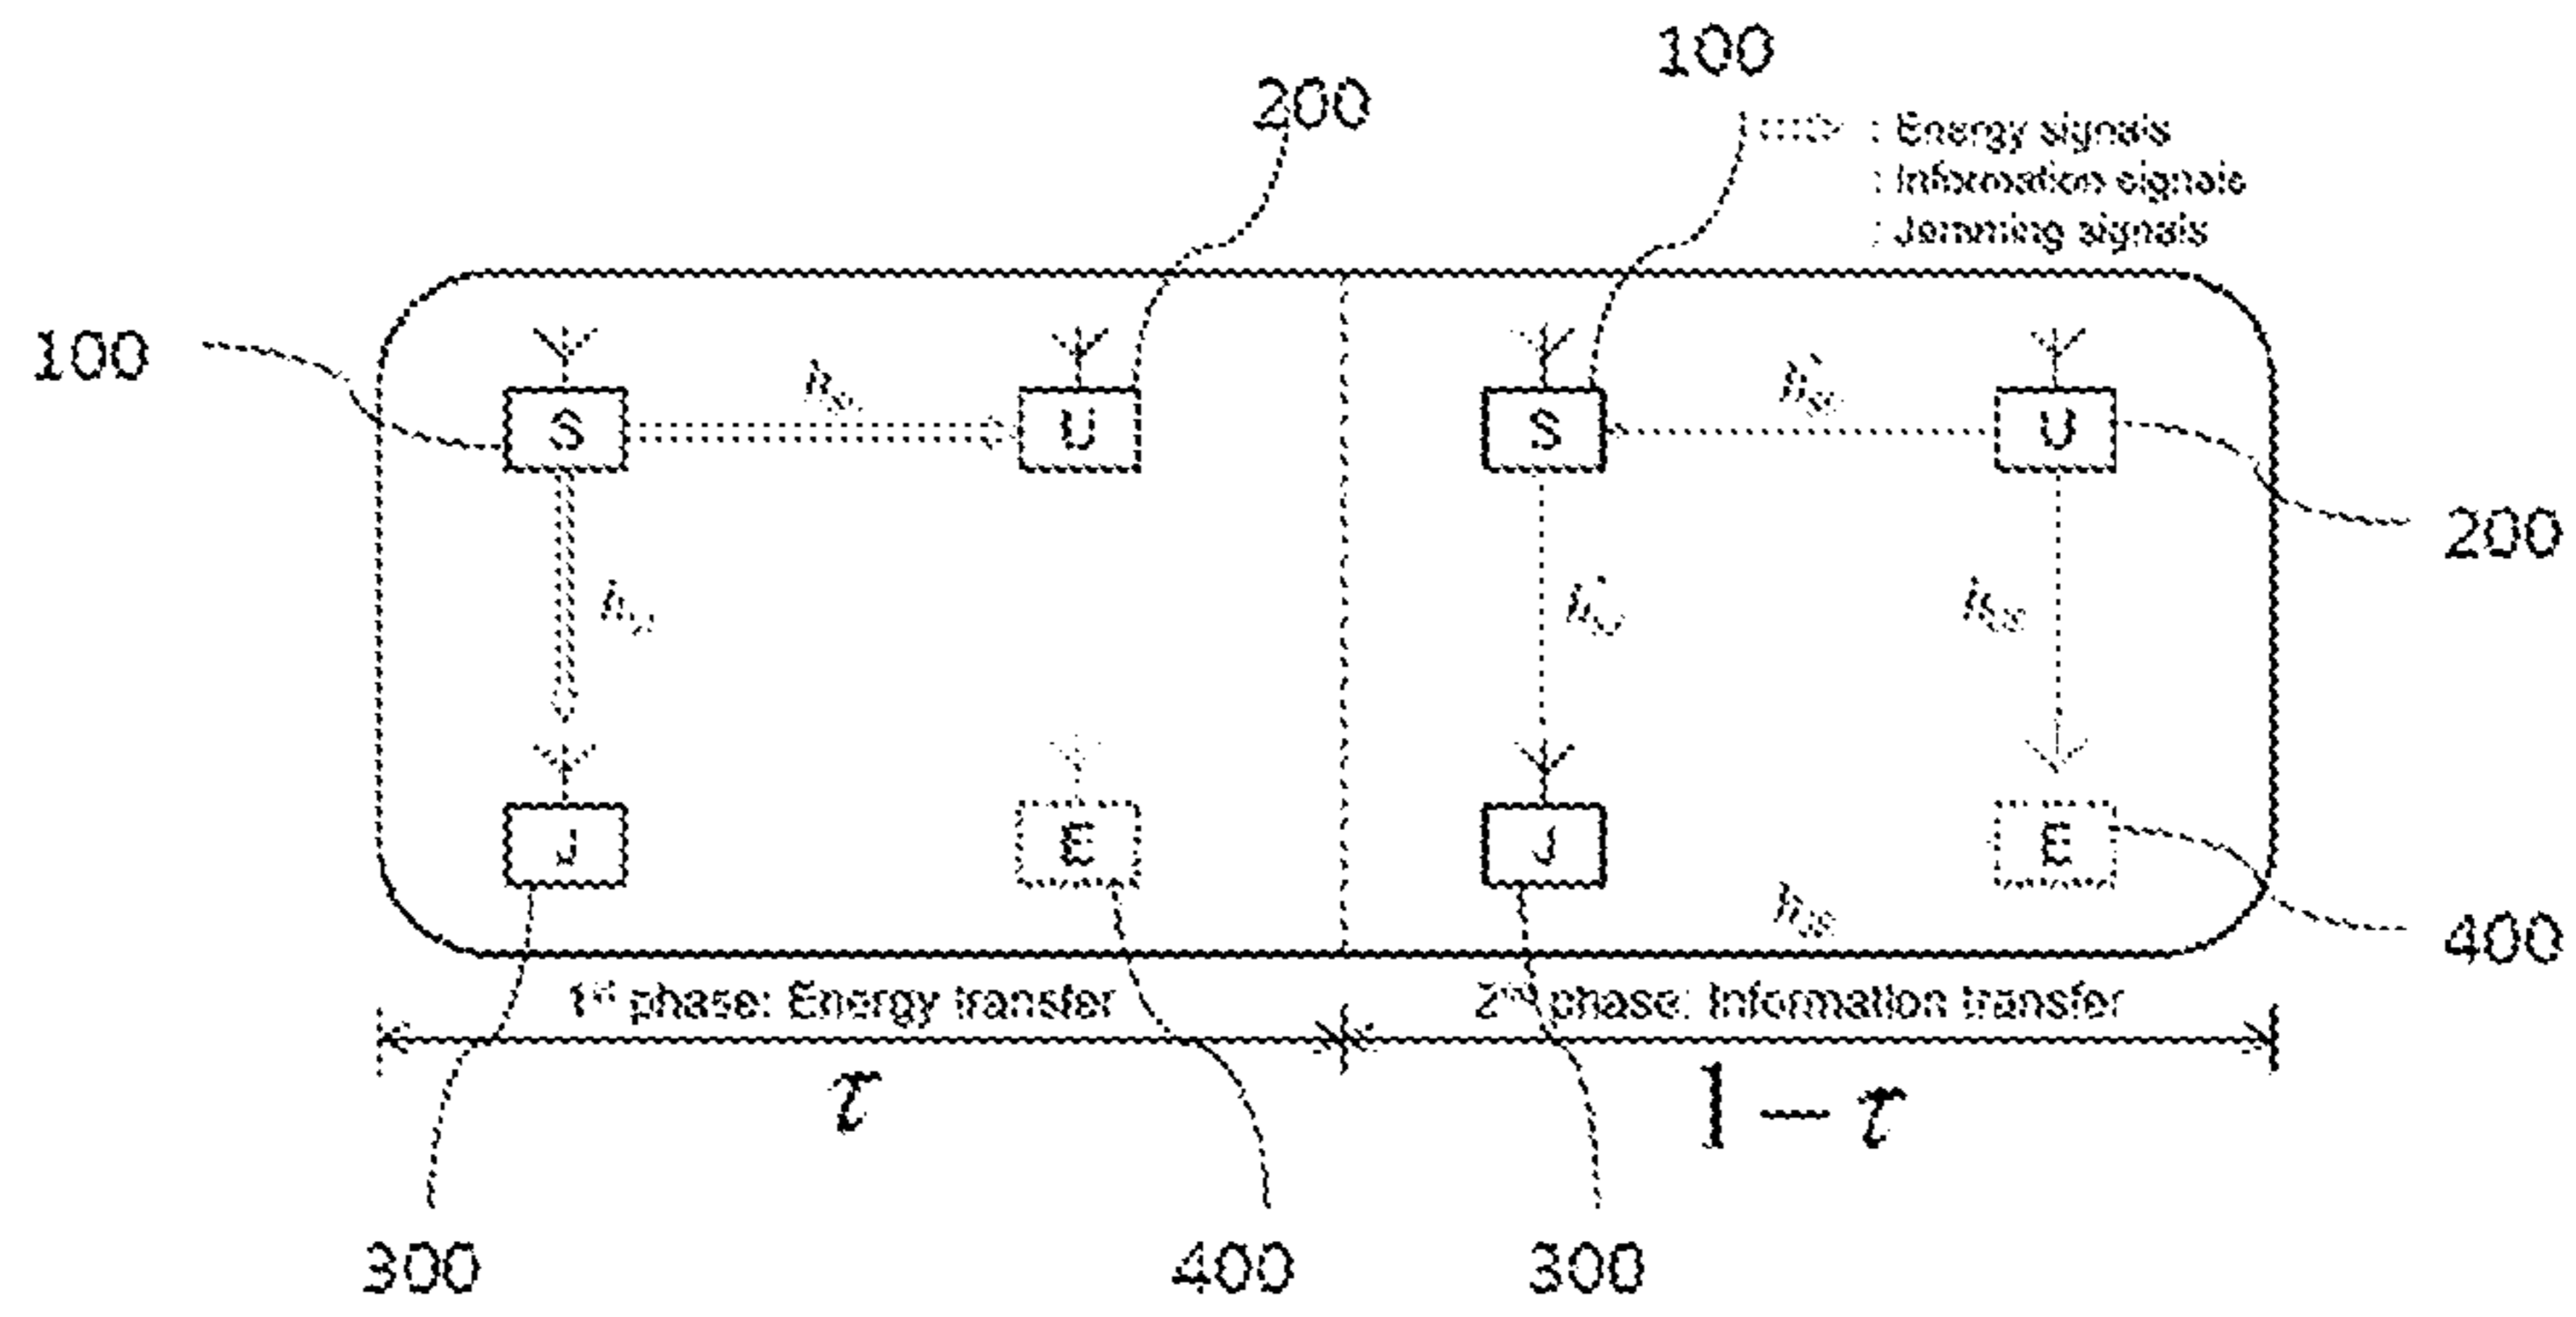 100
200
: Energy signals
: Information signals
: Jamming signals
100
S
U
S
U
200
J
E
J
E
400
1st phase: Energy transfer
2nd phase: Information transfer
τ
1−τ
300
400
300